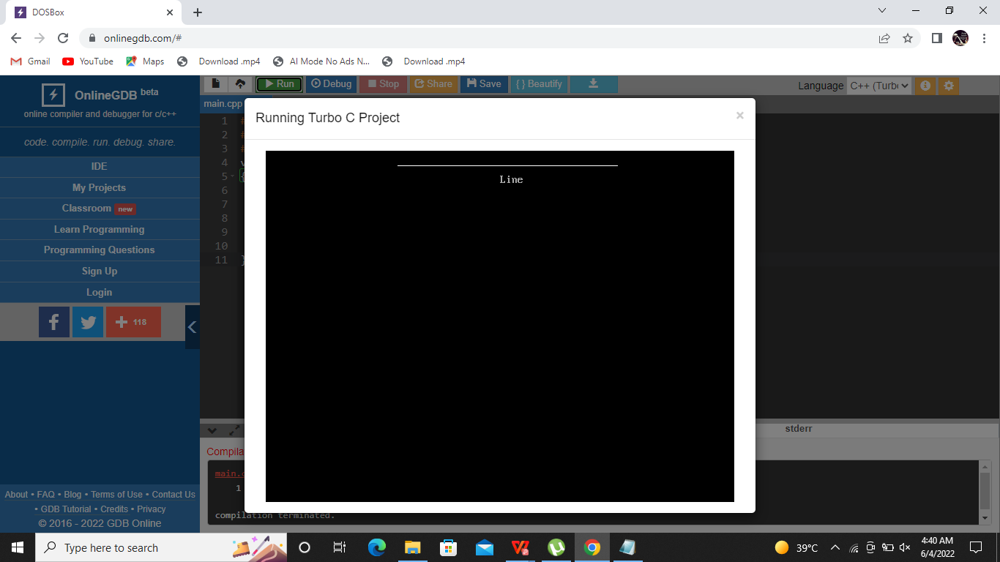 DOSBox
onlinegdb.com/#
Gmail YouTube Maps Download .mp4 AI Mode No Ads N... Download .mp4
OnlineGDB beta
online compiler and debugger for c/c++
code. compile. run. debug. share.
IDE
My Projects
Classroom new
Learn Programming
Programming Questions
Sign Up
Login
118
About • FAQ • Blog • Terms of Use • Contact Us
• GDB Tutorial • Credits • Privacy
© 2016 - 2022 GDB Online
Run Debug Stop Share Save { } Beautify
Language C++ (Turb
main.cpp
1 #
2 #
3 #
4 v
5 {
6
7
8
9
10
11 }
Running Turbo C Project ×
Line
stderr
Compila
main.c
1
compilation terminated.
Type here to search
39°C
4:40 AM
6/4/2022